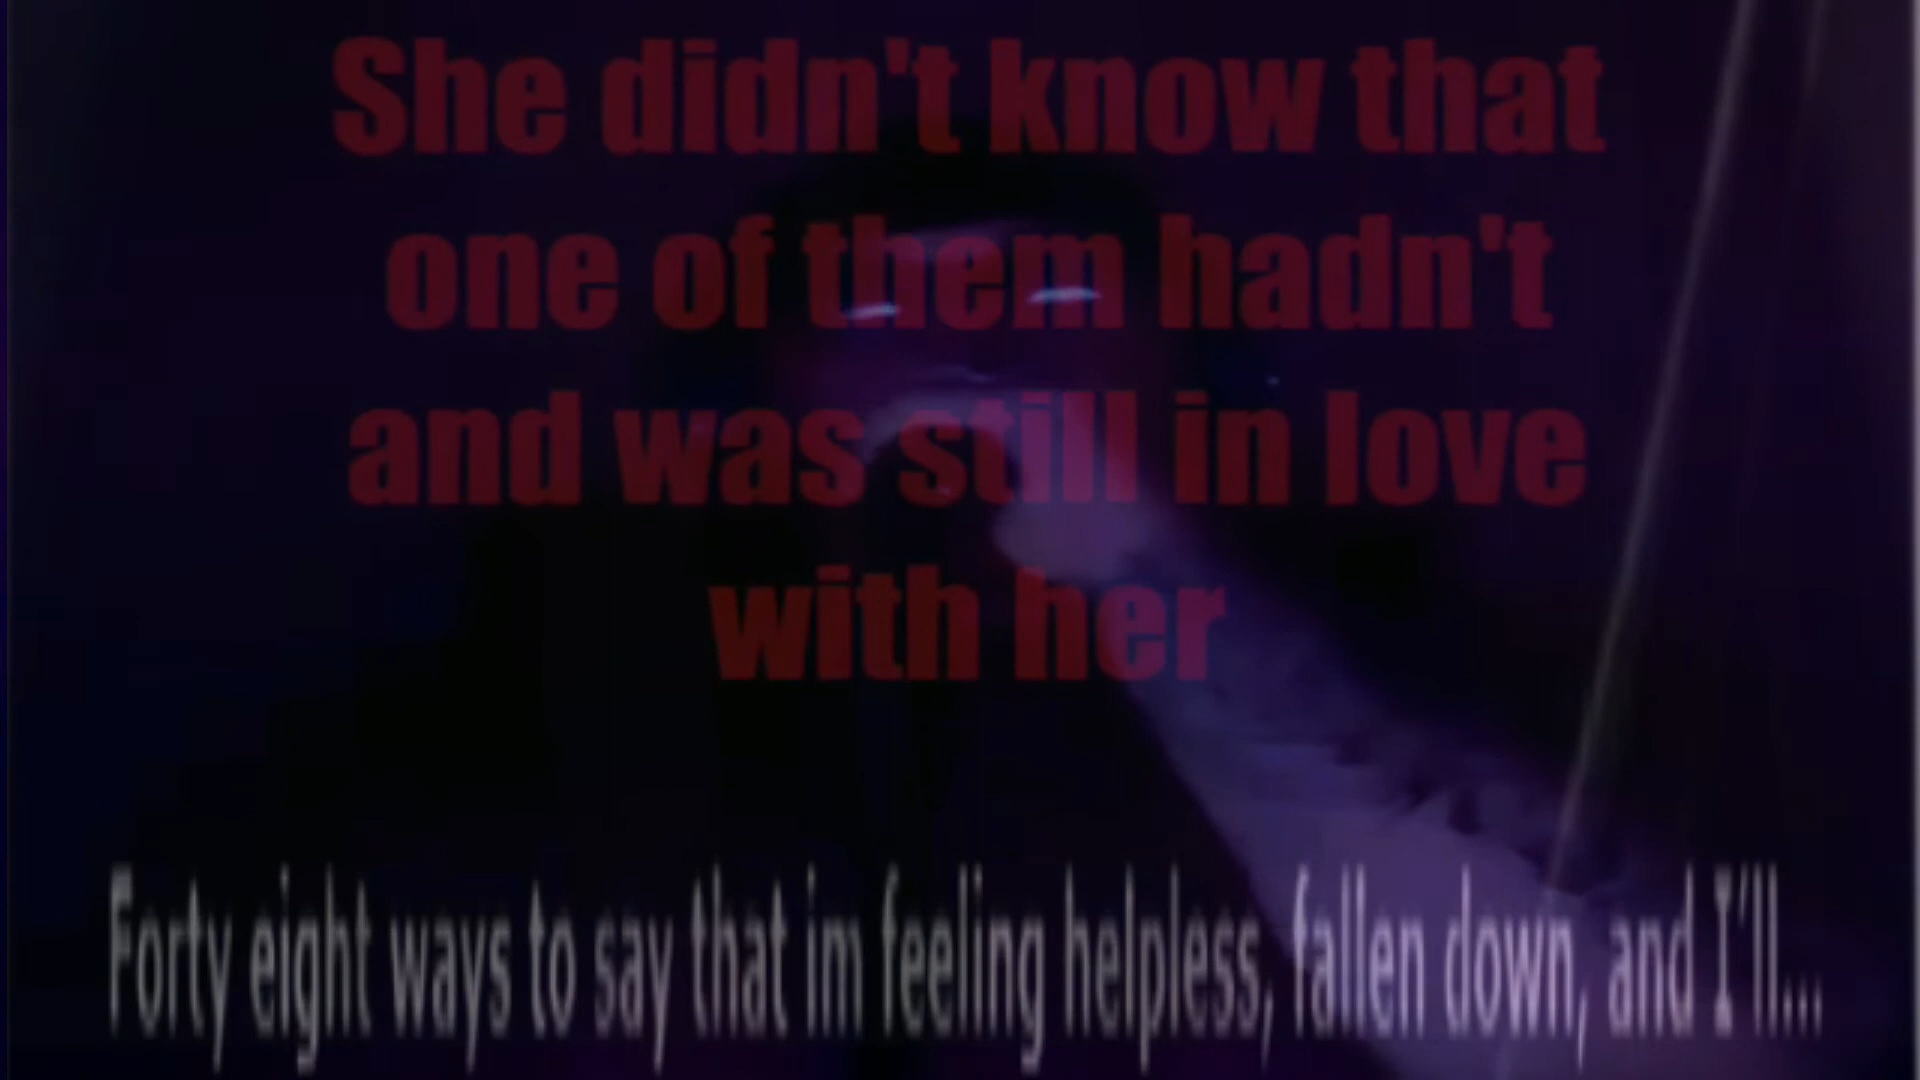 She didn't know that
one of them hadn't
and was still in love
with her
Forty eight ways to say that im feeling helpless, fallen down, and I'll...